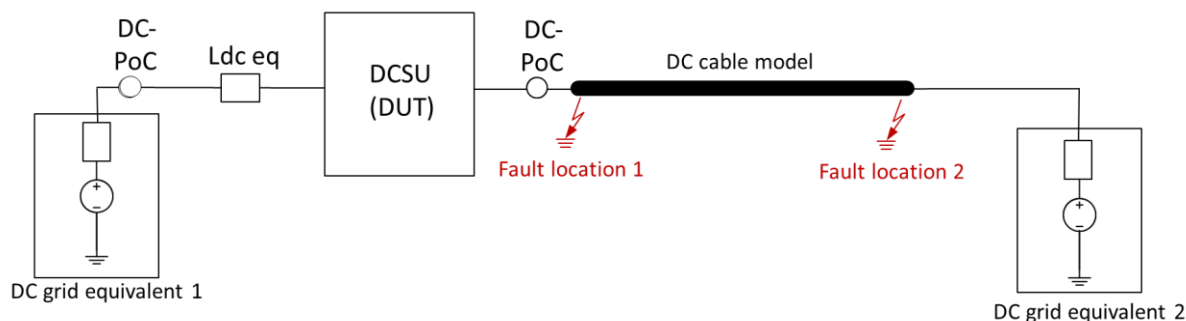 DC-
PoC
Ldc eq
DCSU
(DUT)
DC-
PoC
DC cable model
Fault location 1
Fault location 2
+
−
+
−
DC grid equivalent 1
DC grid equivalent 2